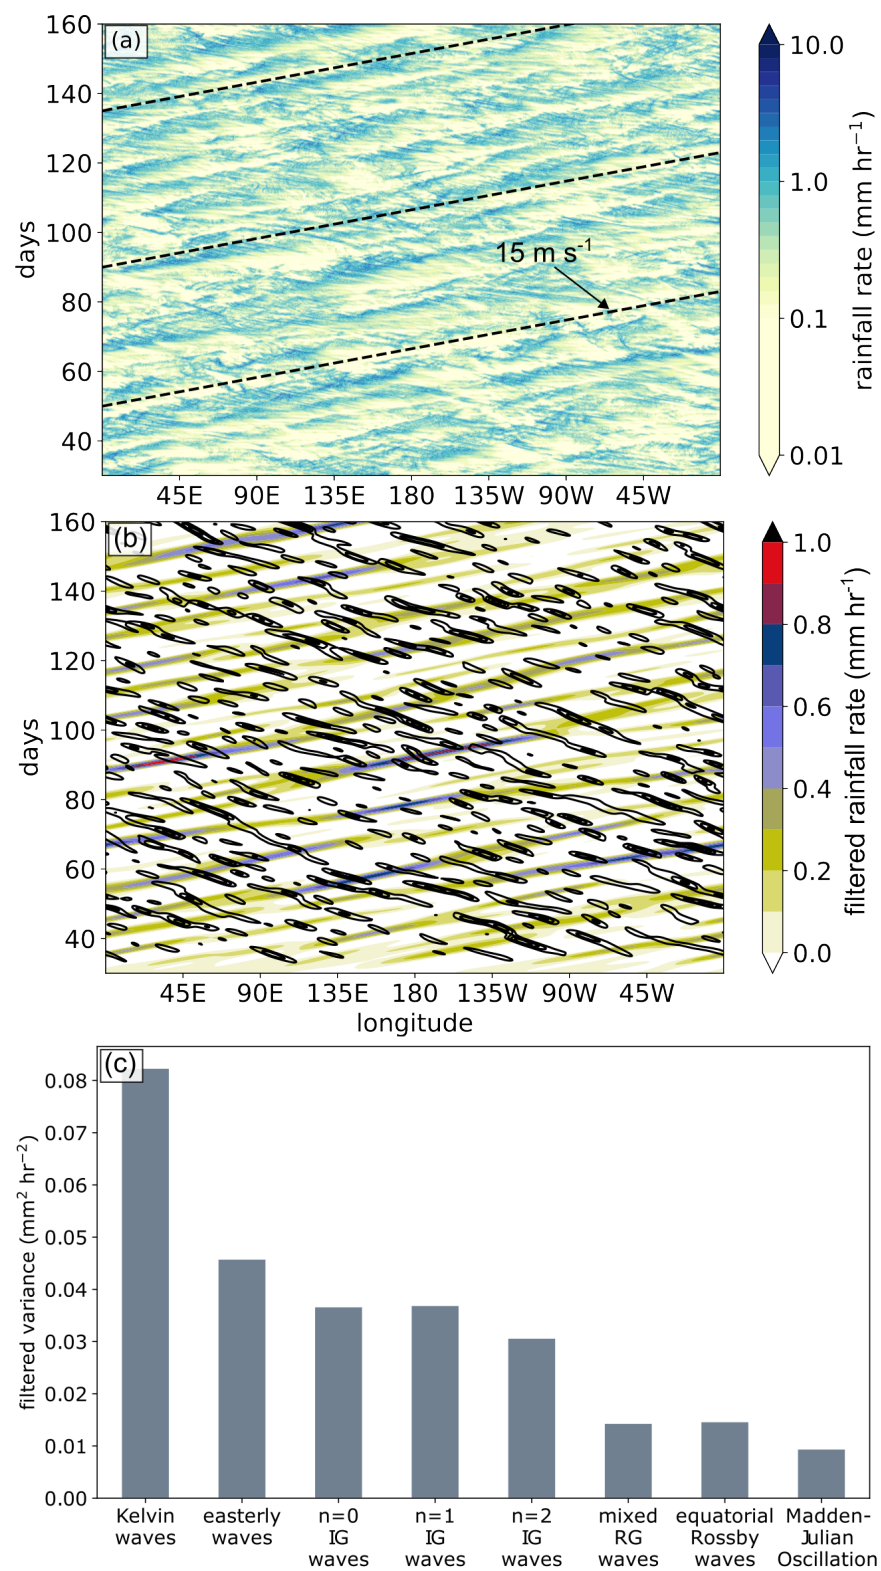 (a)
160
140
120
100
80
60
40
days
15 m s-1
45E 90E 135E 180 135W 90W 45W
10.0
1.0
0.1
0.01
rainfall rate (mm hr−1)
(b)
160
140
120
100
80
60
40
days
45E 90E 135E 180 135W 90W 45W
longitude
1.0
0.8
0.6
0.4
0.2
0.0
filtered rainfall rate (mm hr-1)
(c)
0.08
0.07
0.06
0.05
0.04
0.03
0.02
0.01
0.00
filtered variance (mm2 hr−2)
Kelvin
waves
easterly
waves
n=0
IG
waves
n=1
IG
waves
n=2
IG
waves
mixed
RG
waves
equatorial
Rossby
waves
Madden-
Julian
Oscillation